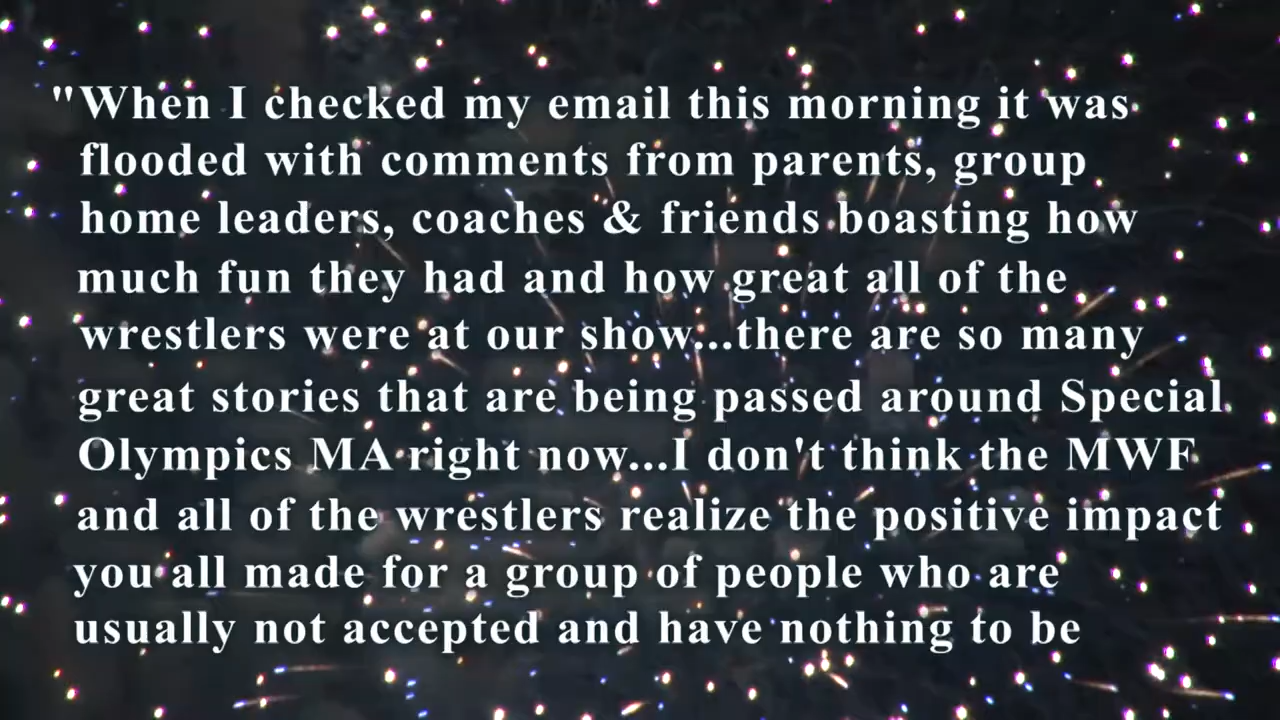 "When I checked my email this morning it was
flooded with comments from parents, group
home leaders, coaches & friends boasting how
much fun they had and how great all of the
wrestlers were at our show...there are so many
great stories that are being passed around Special
Olympics MA right now...I don't think the MWF
and all of the wrestlers realize the positive impact
you all made for a group of people who are
usually not accepted and have nothing to be